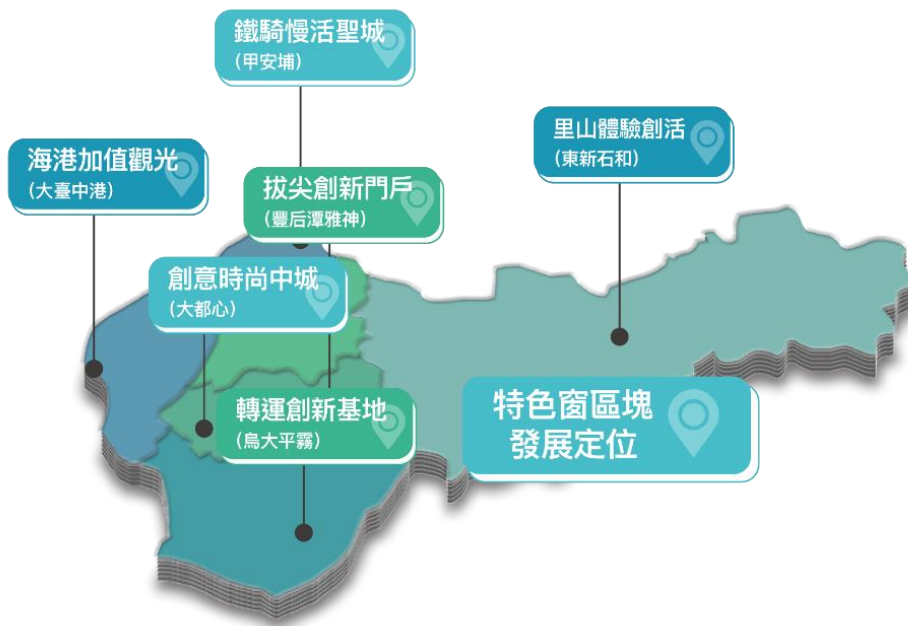 鐵騎慢活聖城
(甲安埔)
里山體驗創活
(東新石和)
海港加值觀光
(大臺中港)
拔尖創新門戶
(豐后潭雅神)
創意時尚中城
(大都心)
轉運創新基地
(烏大平霧)
特色窗區塊
發展定位